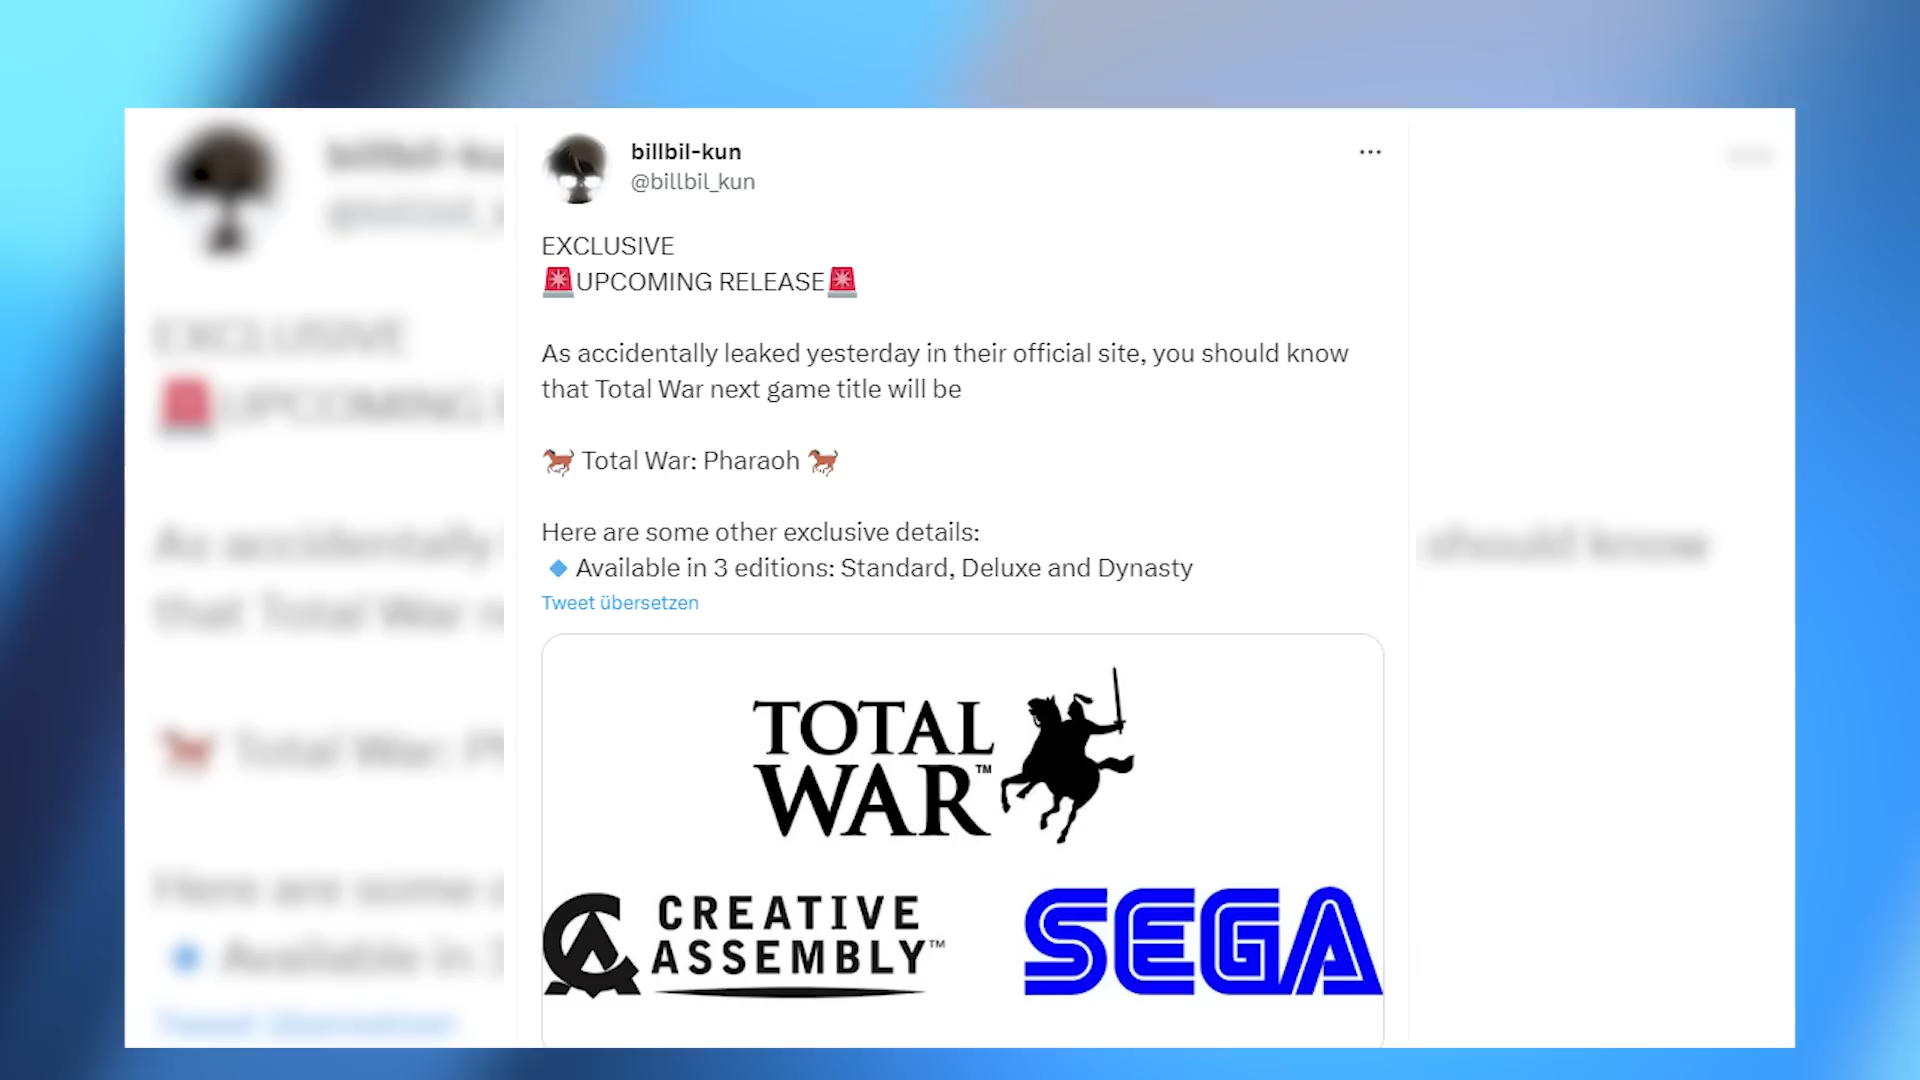 billbil-kun
@billbil_kun
EXCLUSIVE
🚨UPCOMING RELEASE🚨
As accidentally leaked yesterday in their official site, you should know
that Total War next game title will be
🐎 Total War: Pharaoh 🐎
Here are some other exclusive details:
🔹 Available in 3 editions: Standard, Deluxe and Dynasty
Tweet übersetzen
TOTAL
WAR™
CREATIVE
ASSEMBLY™
SEGA